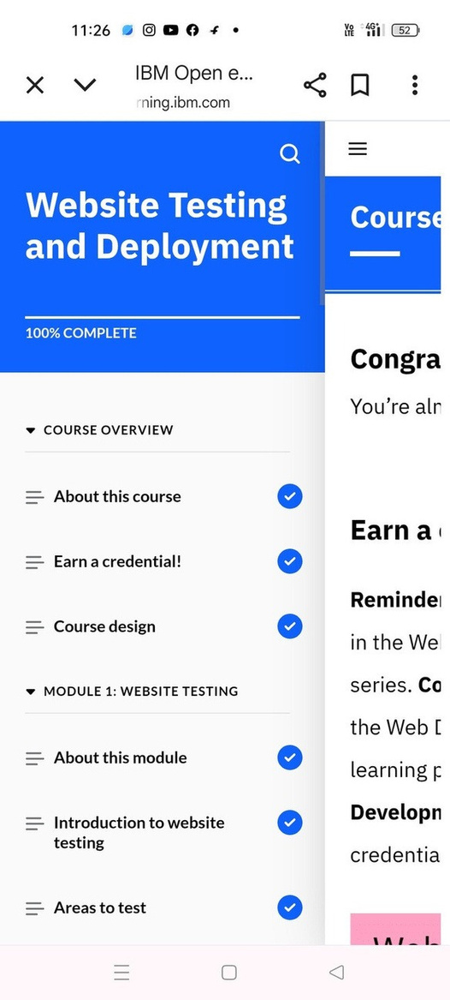 11:26
Vo LTE 4G 52
IBM Open e...
rning.ibm.com
Website Testing
and Deployment
100% COMPLETE
COURSE OVERVIEW
About this course
Earn a credential!
Course design
MODULE 1: WEBSITE TESTING
About this module
Introduction to website
testing
Areas to test
Course
Congra
You're aln
Earn a
Reminder
in the We
series. Co
the Web D
learning p
Developn
credentia
Web